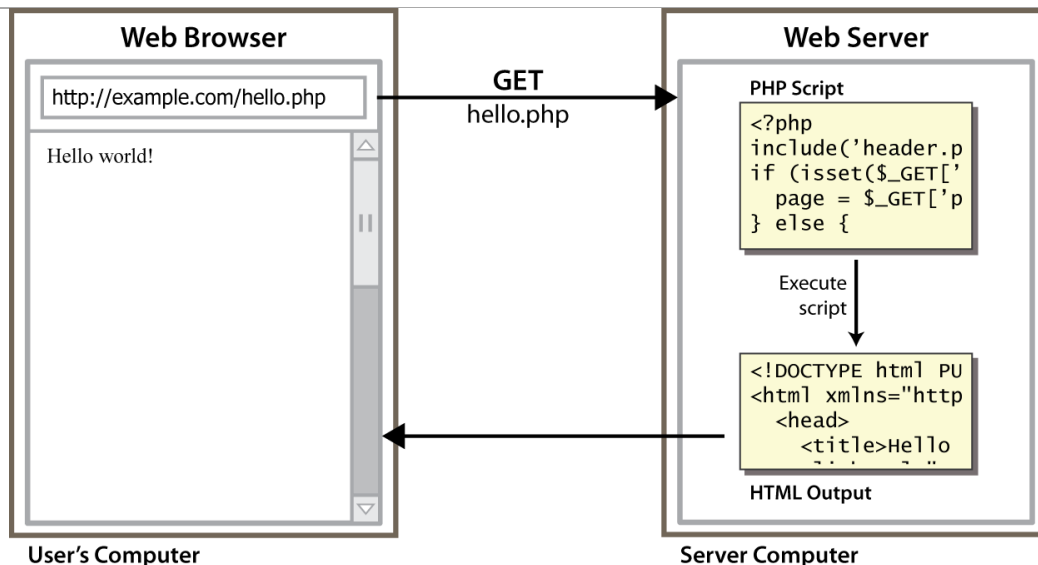 Web Browser
http://example.com/hello.php
Hello world!
User's Computer
GET
hello.php
Web Server
PHP Script
<?php
include('header.p
if (isset($_GET['
page = $_GET['p
} else {
Execute
script
<!DOCTYPE html PU
<html xmlns="http
<head>
<title>Hello
HTML Output
Server Computer